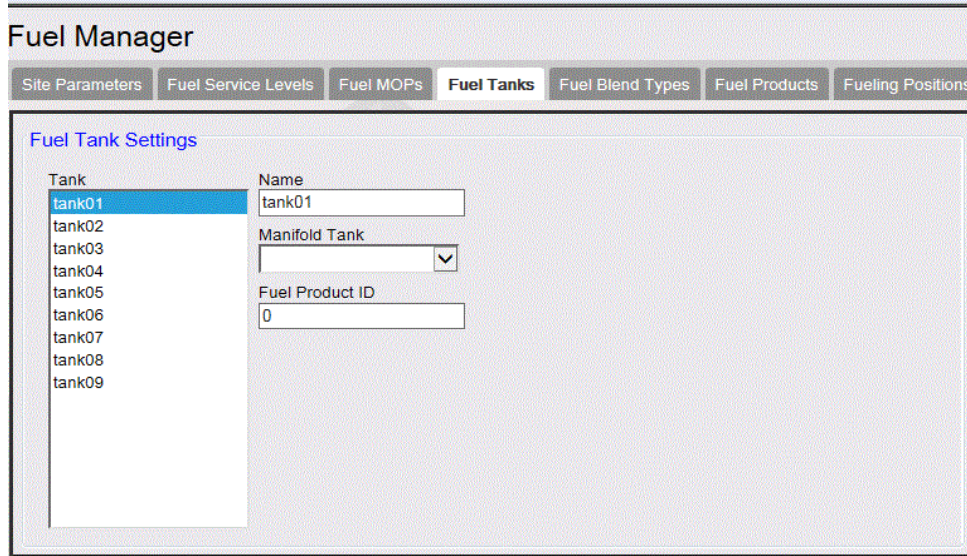 Fuel Manager
Site Parameters Fuel Service Levels Fuel MOPs Fuel Tanks Fuel Blend Types Fuel Products Fueling Positions
Fuel Tank Settings
Tank
tank01
tank02
tank03
tank04
tank05
tank06
tank07
tank08
tank09
Name
tank01
Manifold Tank
Fuel Product ID
0